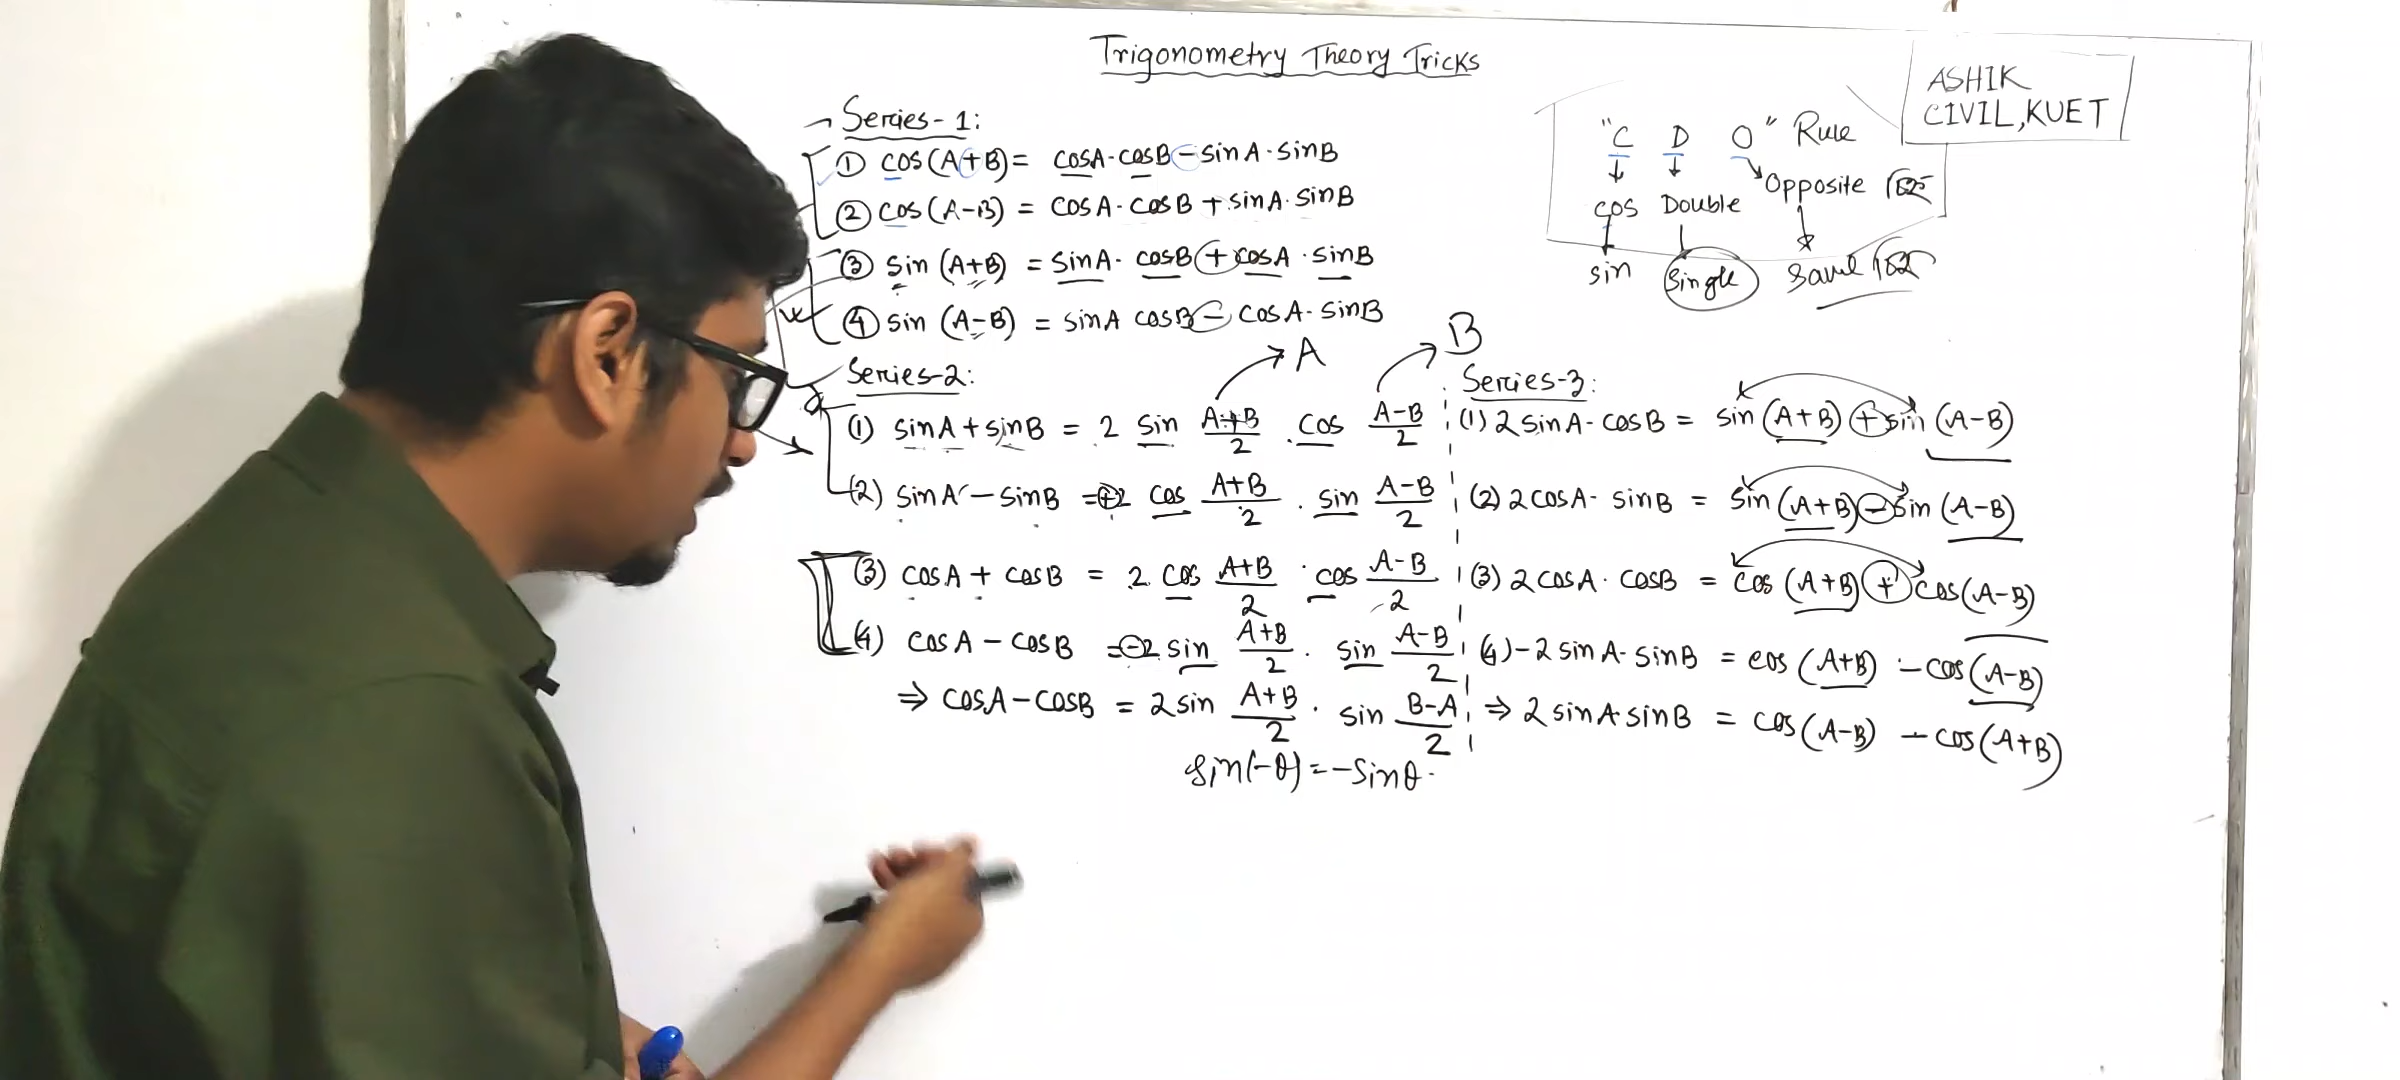 Trigonometry Theory Tricks
ASHIK
CIVIL, KUET
"C D O" Rule
cos Double Opposite হবে
sin Single Same হবে
Series-1:
① cos(A+B) = cosA·cosB − sinA·sinB
② cos(A−B) = cosA·cosB + sinA·sinB
③ sin(A+B) = sinA·cosB + cosA·sinB
④ sin(A−B) = sinA cosB − cosA·sinB
A
B
Series-2:
(1) sinA + sinB = 2 sin A+B/2 · cos A−B/2
(2) sinA − sinB = +2 cos A+B/2 · sin A−B/2
(3) cosA + cosB = 2 cos A+B/2 · cos A−B/2
(4) cosA − cosB = −2 sin A+B/2 · sin A−B/2
⇒ cosA − cosB = 2 sin A+B/2 · sin B−A/2
sin(−θ) = −sinθ.
Series-3:
(1) 2 sinA·cosB = sin(A+B) + sin(A−B)
(2) 2 cosA·sinB = sin(A+B) − sin(A−B)
(3) 2 cosA·cosB = cos(A+B) + cos(A−B)
(4) −2 sinA·sinB = cos(A+B) − cos(A−B)
⇒ 2 sinA·sinB = cos(A−B) − cos(A+B)